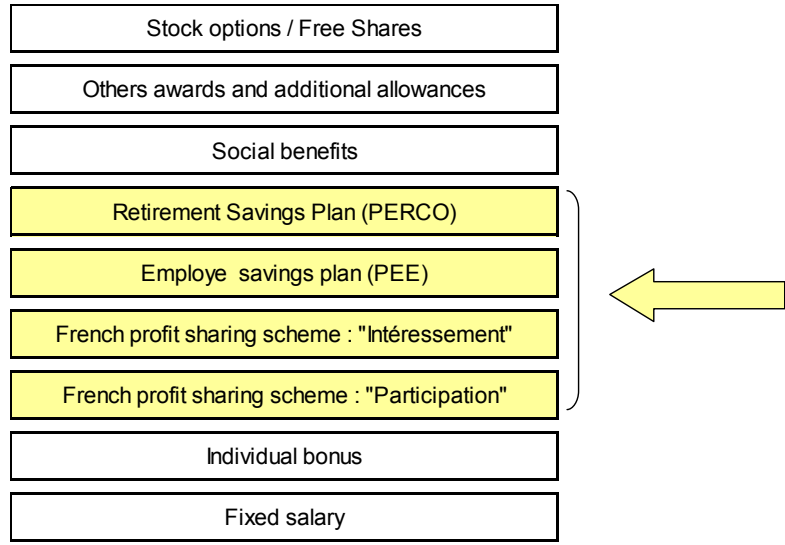 Stock options / Free Shares
Others awards and additional allowances
Social benefits
Retirement Savings Plan (PERCO)
Employe savings plan (PEE)
French profit sharing scheme : "Intéressement"
French profit sharing scheme : "Participation"
Individual bonus
Fixed salary